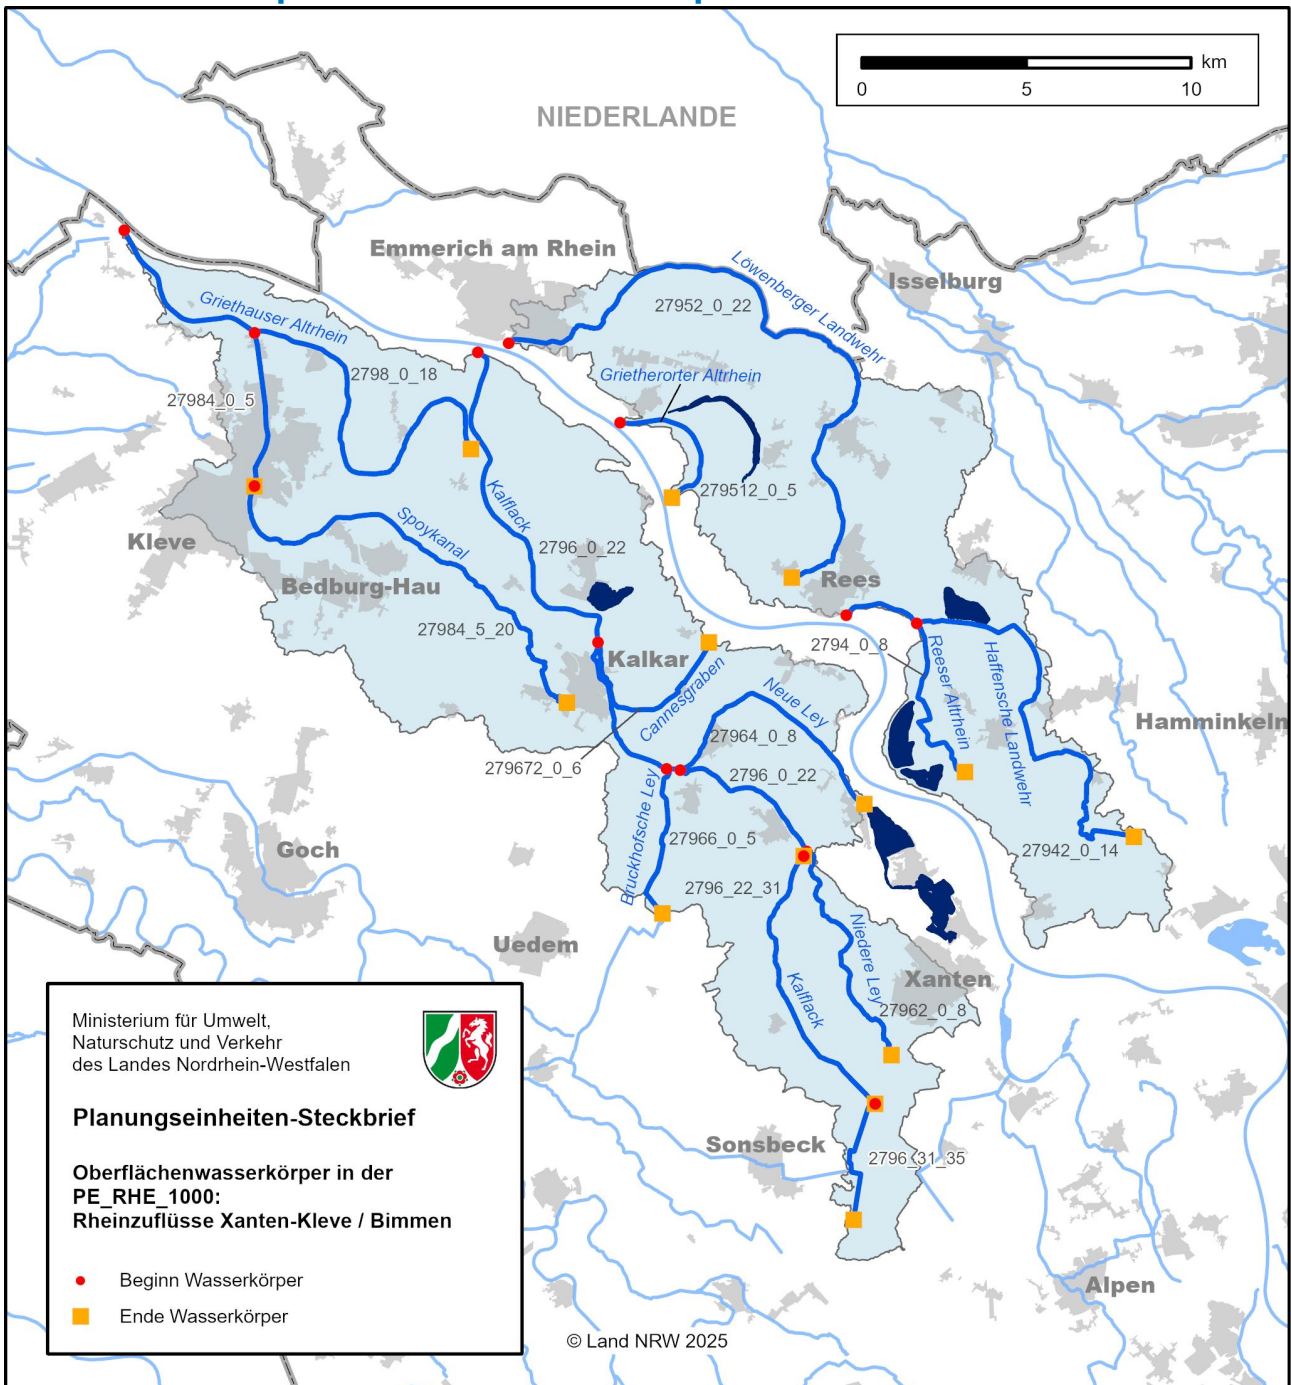 km
0 5 10
NIEDERLANDE
Emmerich am Rhein
Löwenberger Landwehr
Isselburg
27952_0_22
Griethauser Altrhein
2798_0_18
Grietherorter Altrhein
27984_0_5
279512_0_5
Kalflack
Spoykanal
Kleve
2796_0_22
Bedburg-Hau
Rees
27984_5_20
Kalkar
2794_0_8
Reeser Altrhein
Haffensche Landwehr
Cannesgraben
Neue Ley
Hamminkeln
27964_0_8
279672_0_6
2796_0_22
Bruckhofsche Ley
27966_0_5
Goch
27942_0_14
2796_22_31
Uedem
Niedere Ley
Xanten
Kalflack
27962_0_8
Sonsbeck
2796_31_35
Alpen
Ministerium für Umwelt,
Naturschutz und Verkehr
des Landes Nordrhein-Westfalen
Planungseinheiten-Steckbrief
Oberflächenwasserkörper in der
PE_RHE_1000:
Rheinzuflüsse Xanten-Kleve / Bimmen
Beginn Wasserkörper
Ende Wasserkörper
© Land NRW 2025